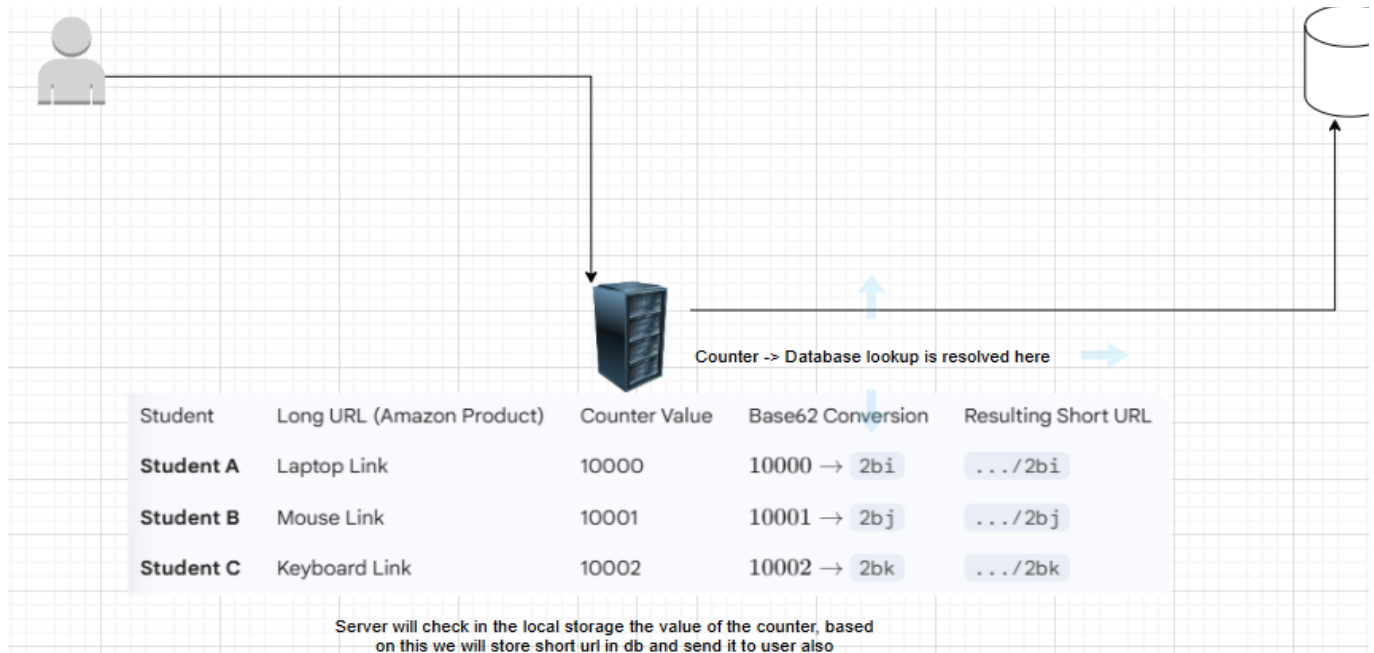 Counter -> Database lookup is resolved here
Student Long URL (Amazon Product) Counter Value Base62 Conversion Resulting Short URL
Student A Laptop Link 10000 10000 → 2bi .../2bi
Student B Mouse Link 10001 10001 → 2bj .../2bj
Student C Keyboard Link 10002 10002 → 2bk .../2bk
Server will check in the local storage the value of the counter, based
on this we will store short url in db and send it to user also